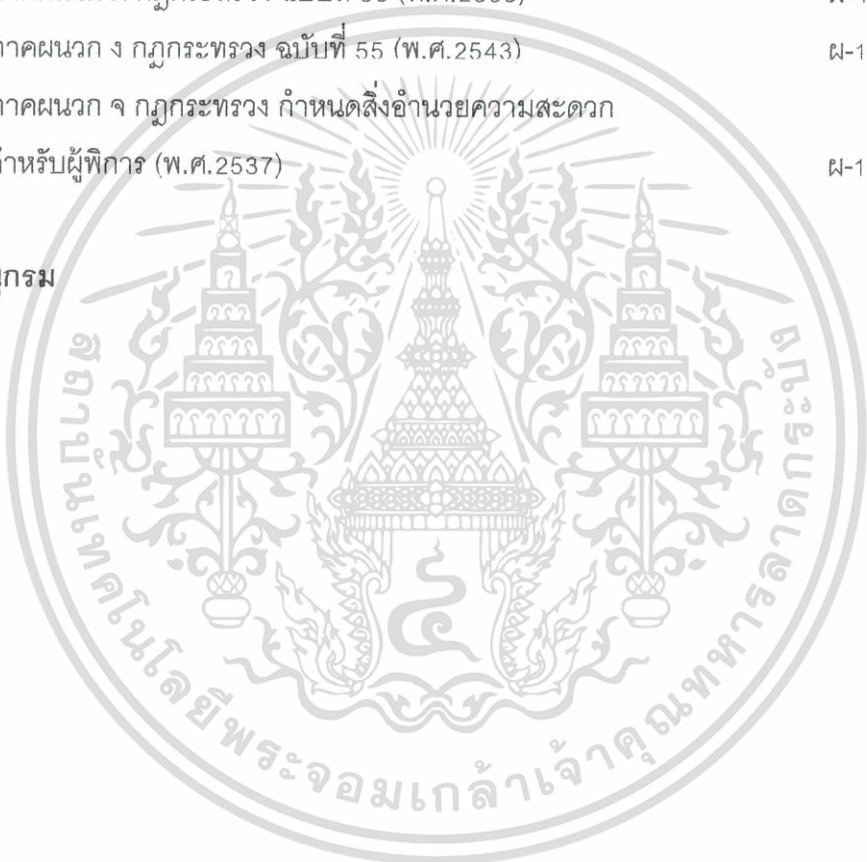 าคผนวก ง กฎกระทรวง ฉบับที่ 55 (พ.ศ.2543) ผ-1
าคผนวก จ กฎกระทรวง กำหนดสิ่งอำนวยความสะดวก
ำหรับผู้พิการ (พ.ศ.2537) ผ-1
ุกรม
สถาบันเทคโนโลยีพระจอมเกล้าเจ้าคุณทหารลาดกระบัง